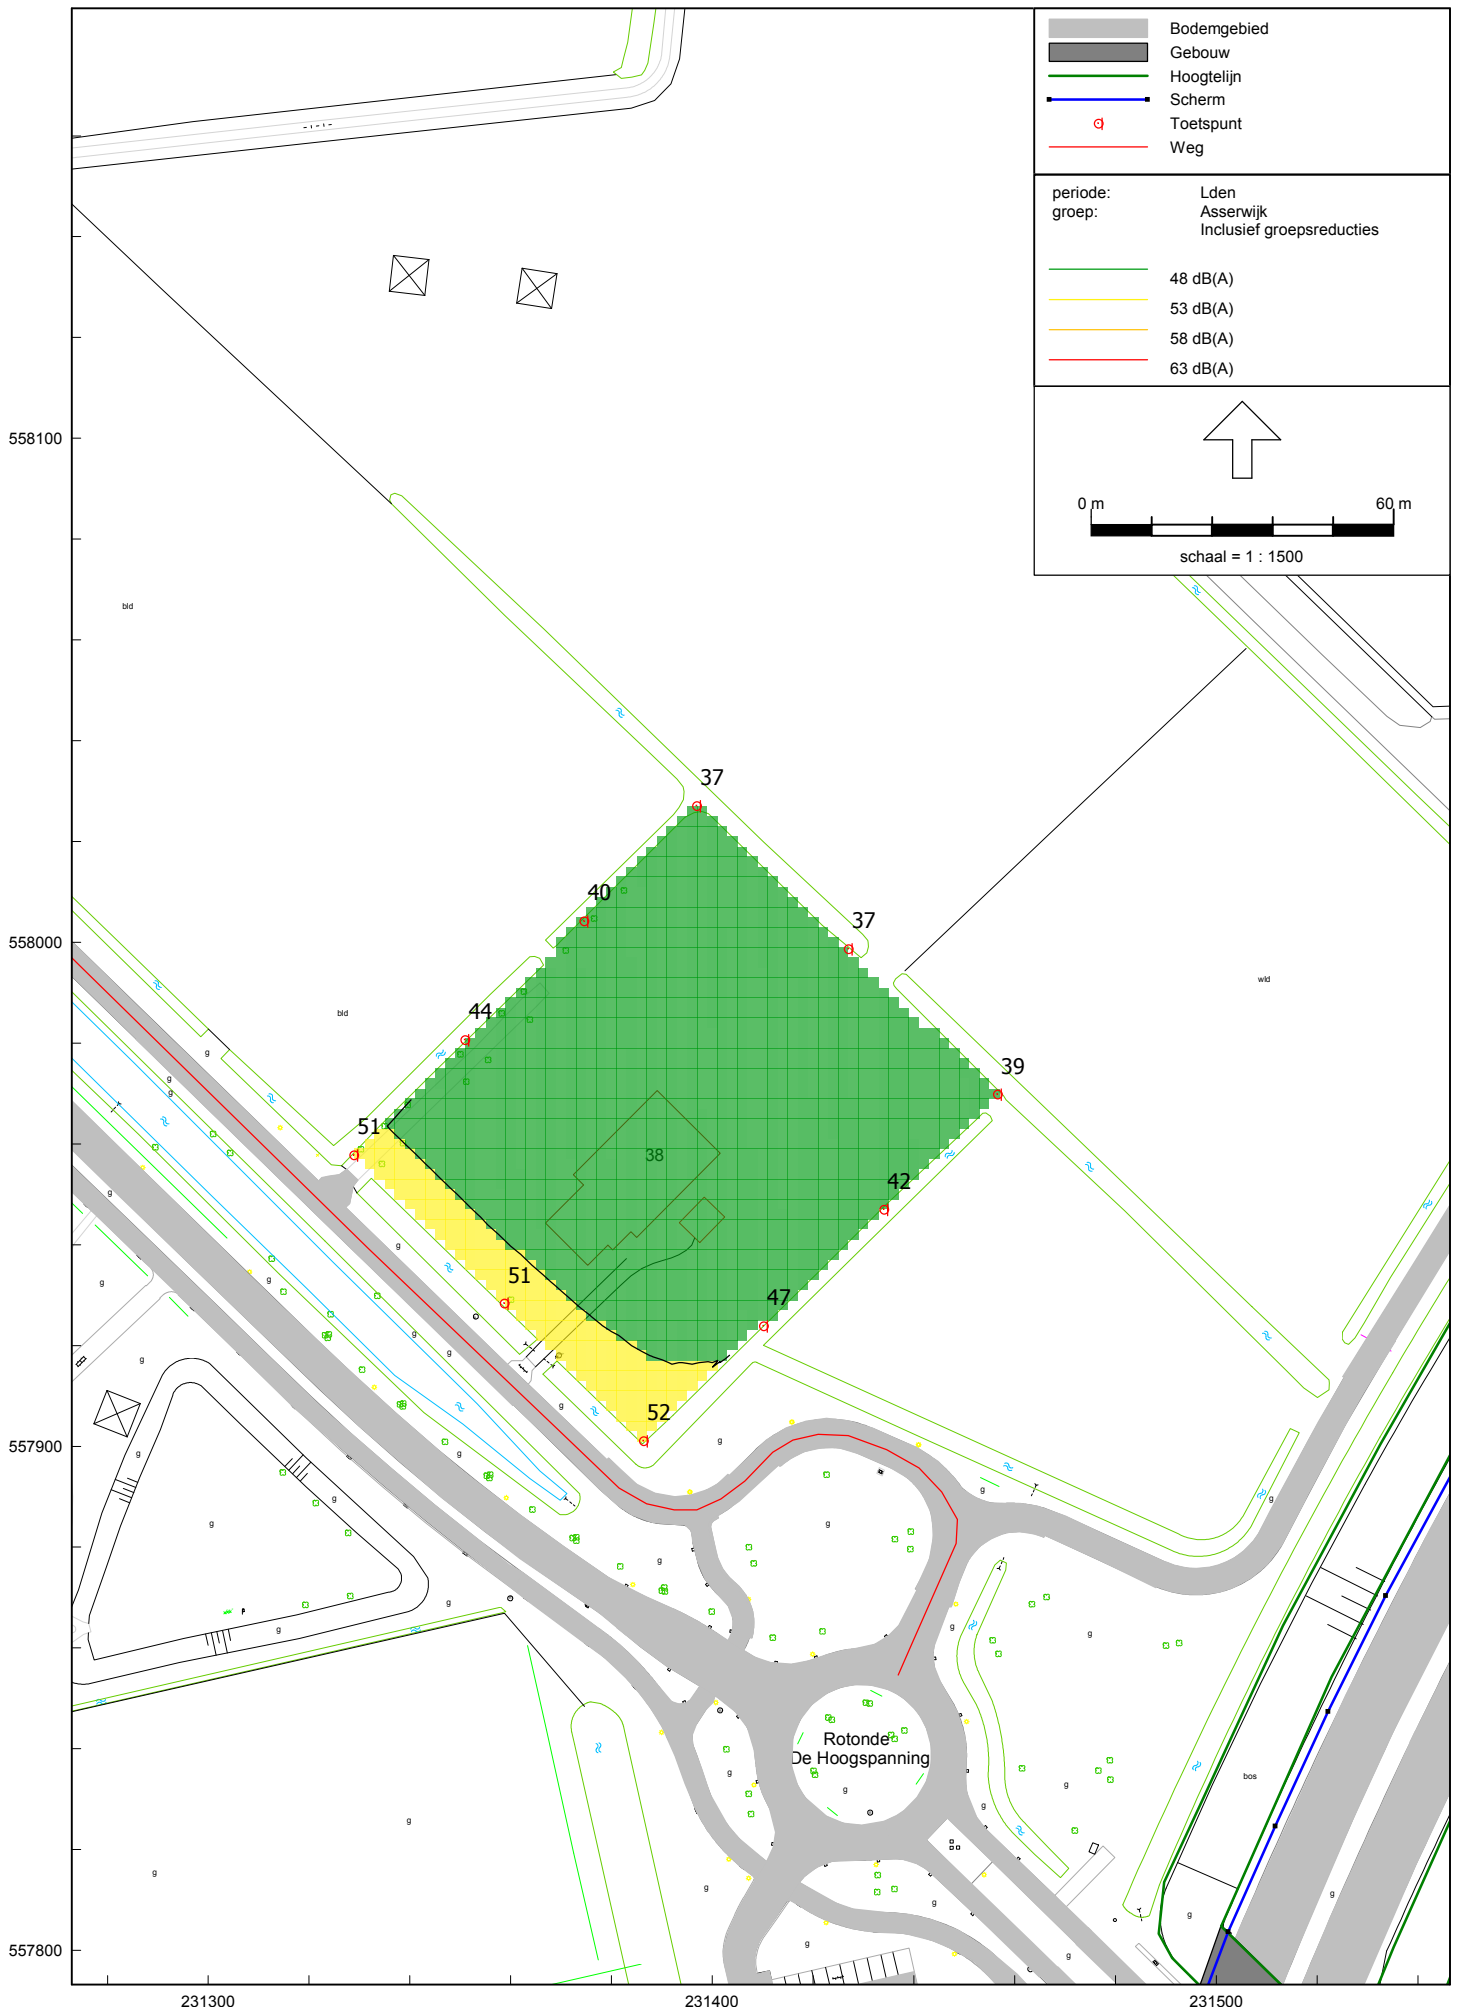 Bodemgebied
Gebouw
Hoogtelijn
Scherm
Toetspunt
Weg
periode: Lden
groep: Asserwijk
Inclusief groepsreducties
48 dB(A)
53 dB(A)
58 dB(A)
63 dB(A)
0 m 60 m
schaal = 1 : 1500
558100
bld
37
40
37
558000
wld
44
bld
39
51
38
42
51
47
52
557900
Rotonde
De Hoogspanning
bos
557800
231300 231400 231500